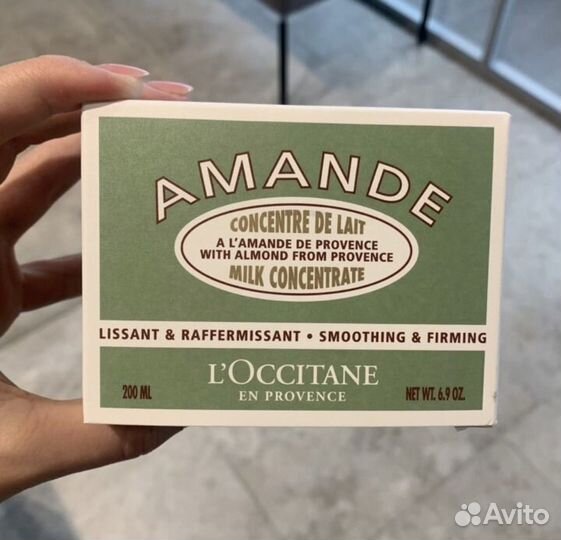 AMANDE
CONCENTRE DE LAIT
A L'AMANDE DE PROVENCE
WITH ALMOND FROM PROVENCE
MILK CONCENTRATE
LISSANT & RAFFERMISSANT • SMOOTHING & FIRMING
L'OCCITANE
EN PROVENCE
200 ML
NET WT. 6.9 OZ.
Avito